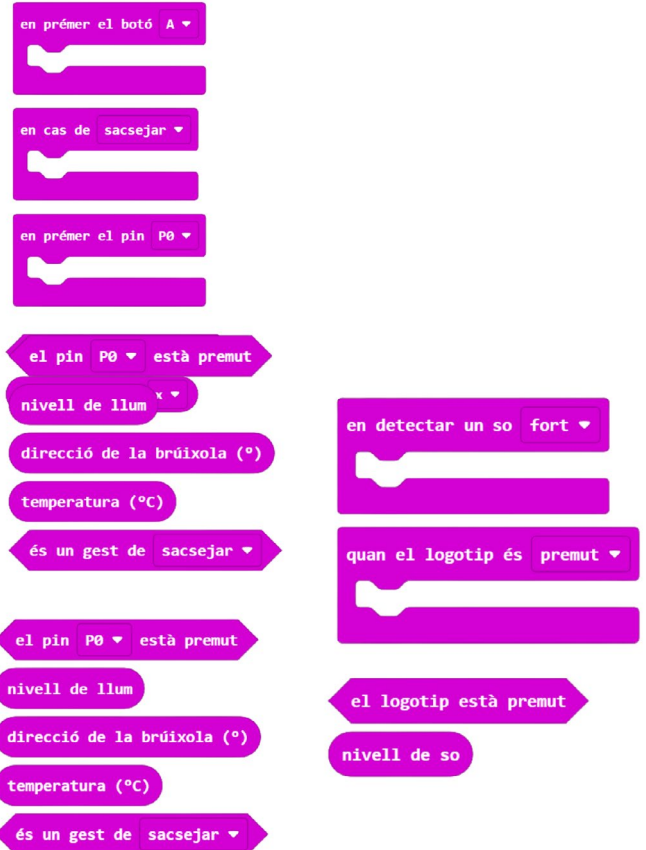 en prémer el botó A
en cas de sacsejar
en prémer el pin P0
el pin P0 està premut
nivell de llum
direcció de la brúixola (º)
temperatura (ºC)
és un gest de sacsejar
el pin P0 està premut
nivell de llum
direcció de la brúixola (º)
temperatura (ºC)
és un gest de sacsejar
en detectar un so fort
quan el logotip és premut
el logotip està premut
nivell de so